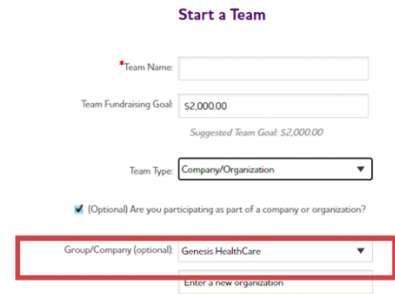 Start a Team
*Team Name:
Team Fundraising Goal: $2,000.00
Suggested Team Goal: $2,000.00
Team Type: Company/Organization
(Optional) Are you participating as part of a company or organization?
Group/Company (optional): Genesis HealthCare
Enter a new organization